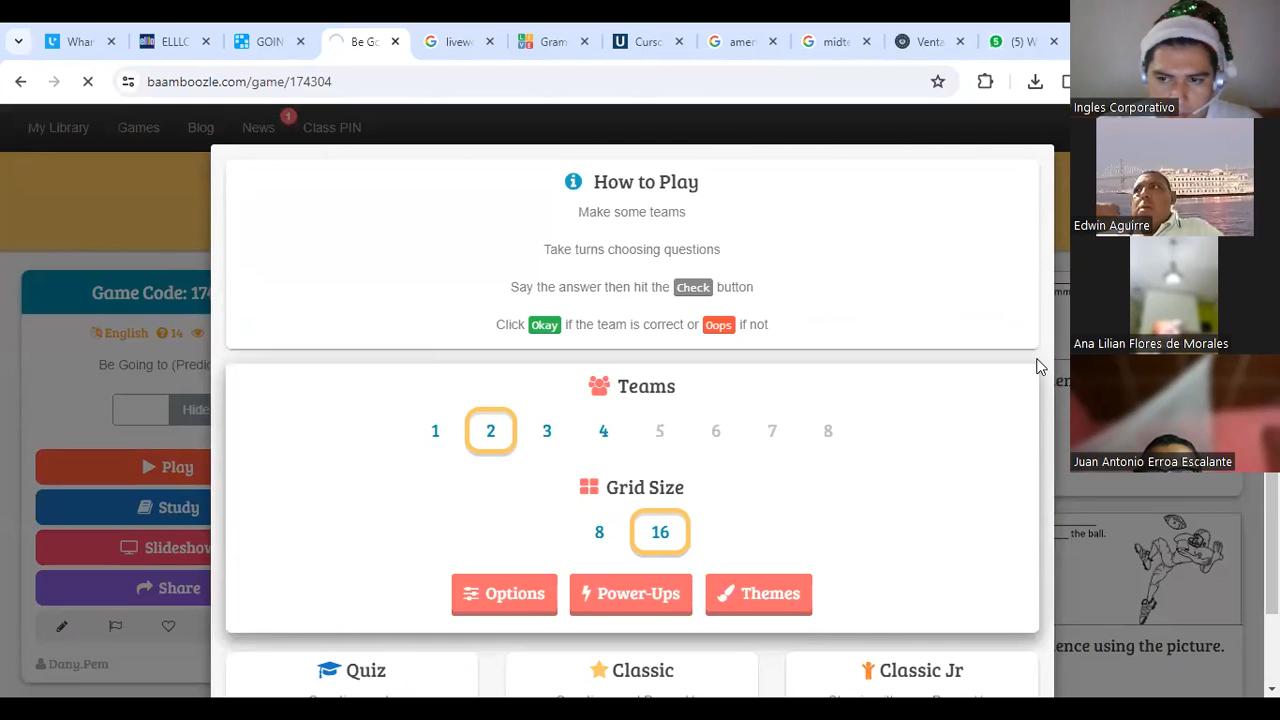 Whar
ELLLC
GOIN
Be Gc
livew
Gram
Curso
amer
midte
Venta
(5) W
baamboozle.com/game/174304
My Library
Games
Blog
News
1
Class PIN
How to Play
Make some teams
Take turns choosing questions
Say the answer then hit the Check button
Click Okay if the team is correct or Oops if not
Game Code: 174
English 14
Be Going to (Predic
Hide
Play
Study
Slideshow
Share
Dany.Pem
Teams
1 2 3 4 5 6 7 8
Grid Size
8 16
Options
Power-Ups
Themes
Quiz
Classic
Classic Jr
the ball.
ence using the picture.
Ingles Corporativo
Edwin Aguirre
Ana Lilian Flores de Morales
Juan Antonio Erroa Escalante